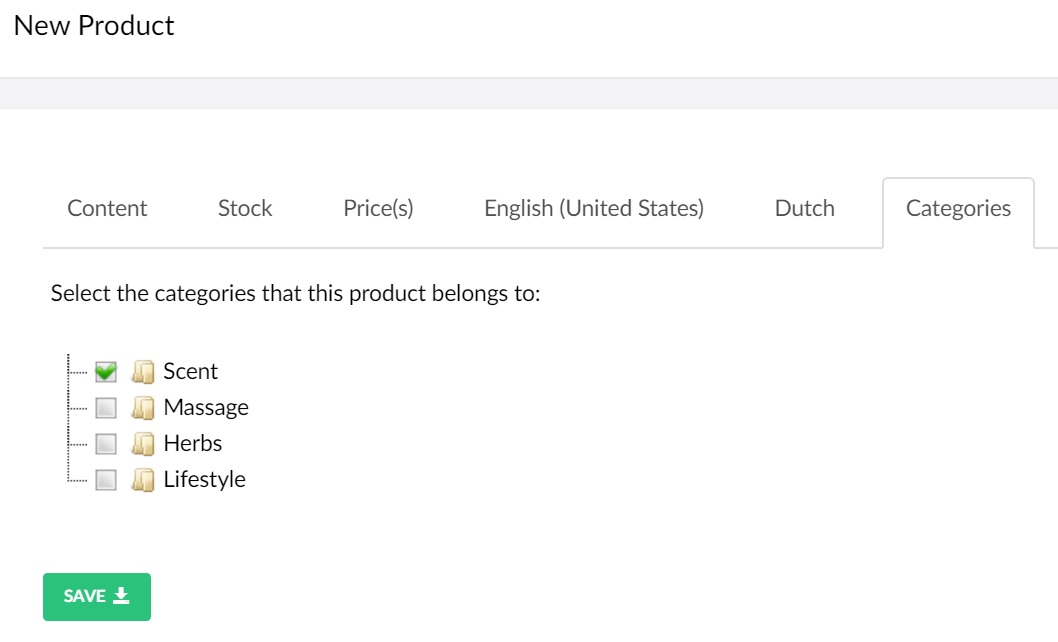 New Product
Content Stock Price(s) English (United States) Dutch Categories
Select the categories that this product belongs to:
Scent
Massage
Herbs
Lifestyle
SAVE